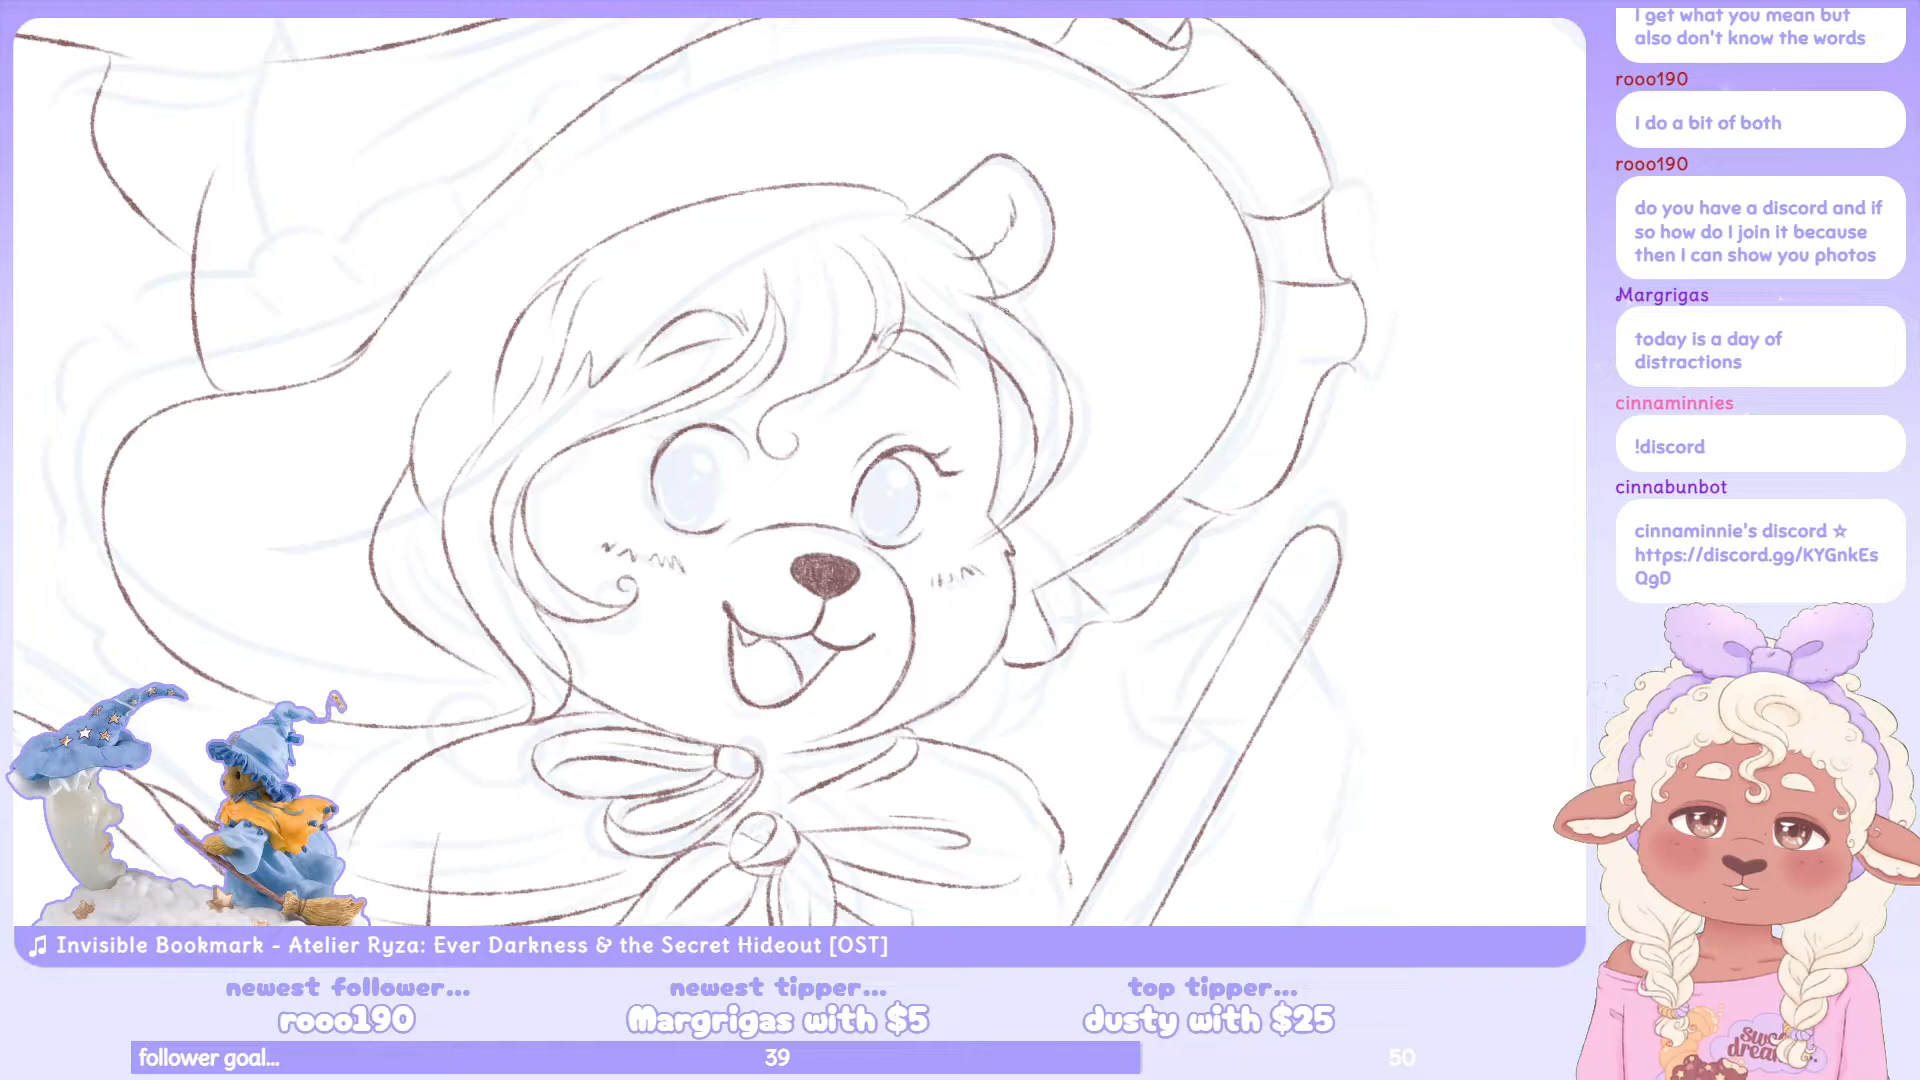 I get what you mean but
also don't know the words
rooo190
I do a bit of both
rooo190
do you have a discord and if
so how do I join it because
then I can show you photos
Margrigas
today is a day of
distractions
cinnaminnies
!discord
cinnabunbot
cinnaminnie's discord ☆
https://discord.gg/KYGnkEs
QgD
♫ Invisible Bookmark - Atelier Ryza: Ever Darkness & the Secret Hideout [OST]
newest follower...
rooo190
newest tipper...
Margrigas with $5
top tipper...
dusty with $25
follower goal...
39
50